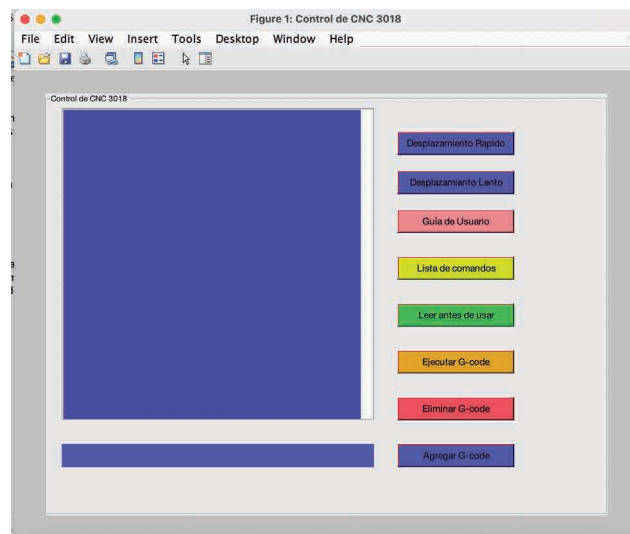 Figure 1: Control de CNC 3018
File Edit View Insert Tools Desktop Window Help
Control de CNC 3018
Desplazamiento Rapido
Desplazamiento Lento
Guía de Usuario
Lista de comandos
Leer antes de usar
Ejecutar G-code
Eliminar G-code
Agregar G-code